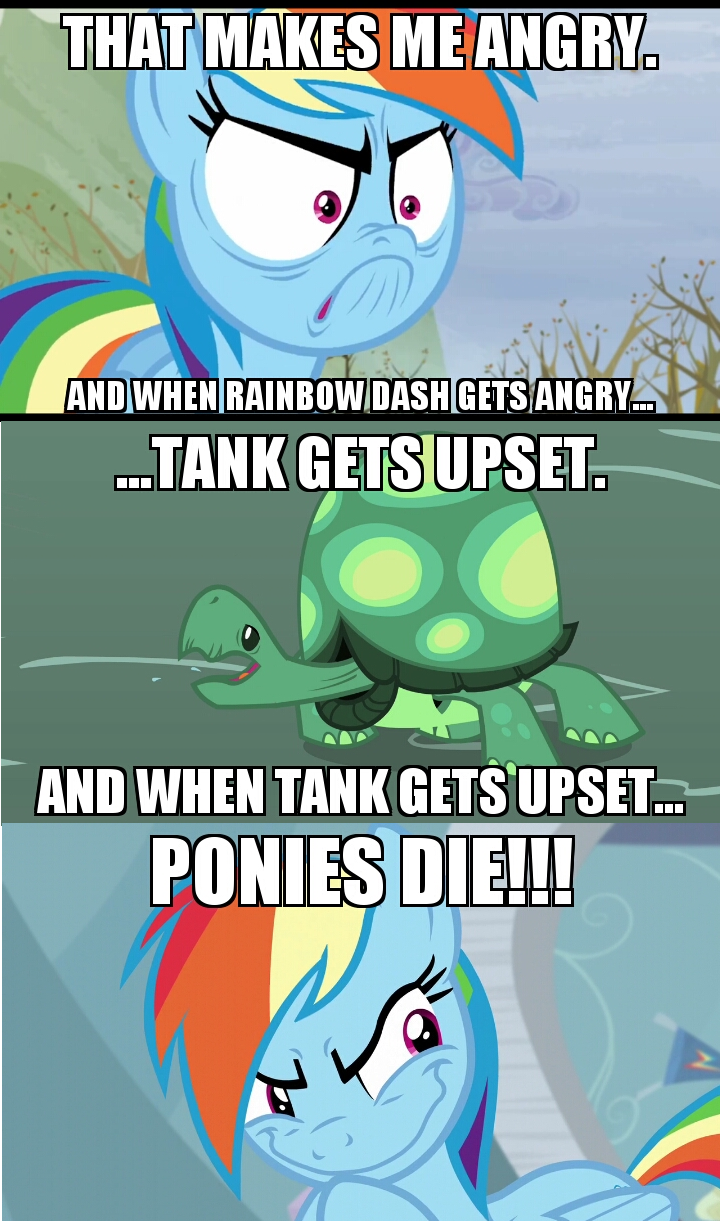 THAT MAKES ME ANGRY.
AND WHEN RAINBOW DASH GETS ANGRY...
...TANK GETS UPSET.
AND WHEN TANK GETS UPSET...
PONIES DIE!!!